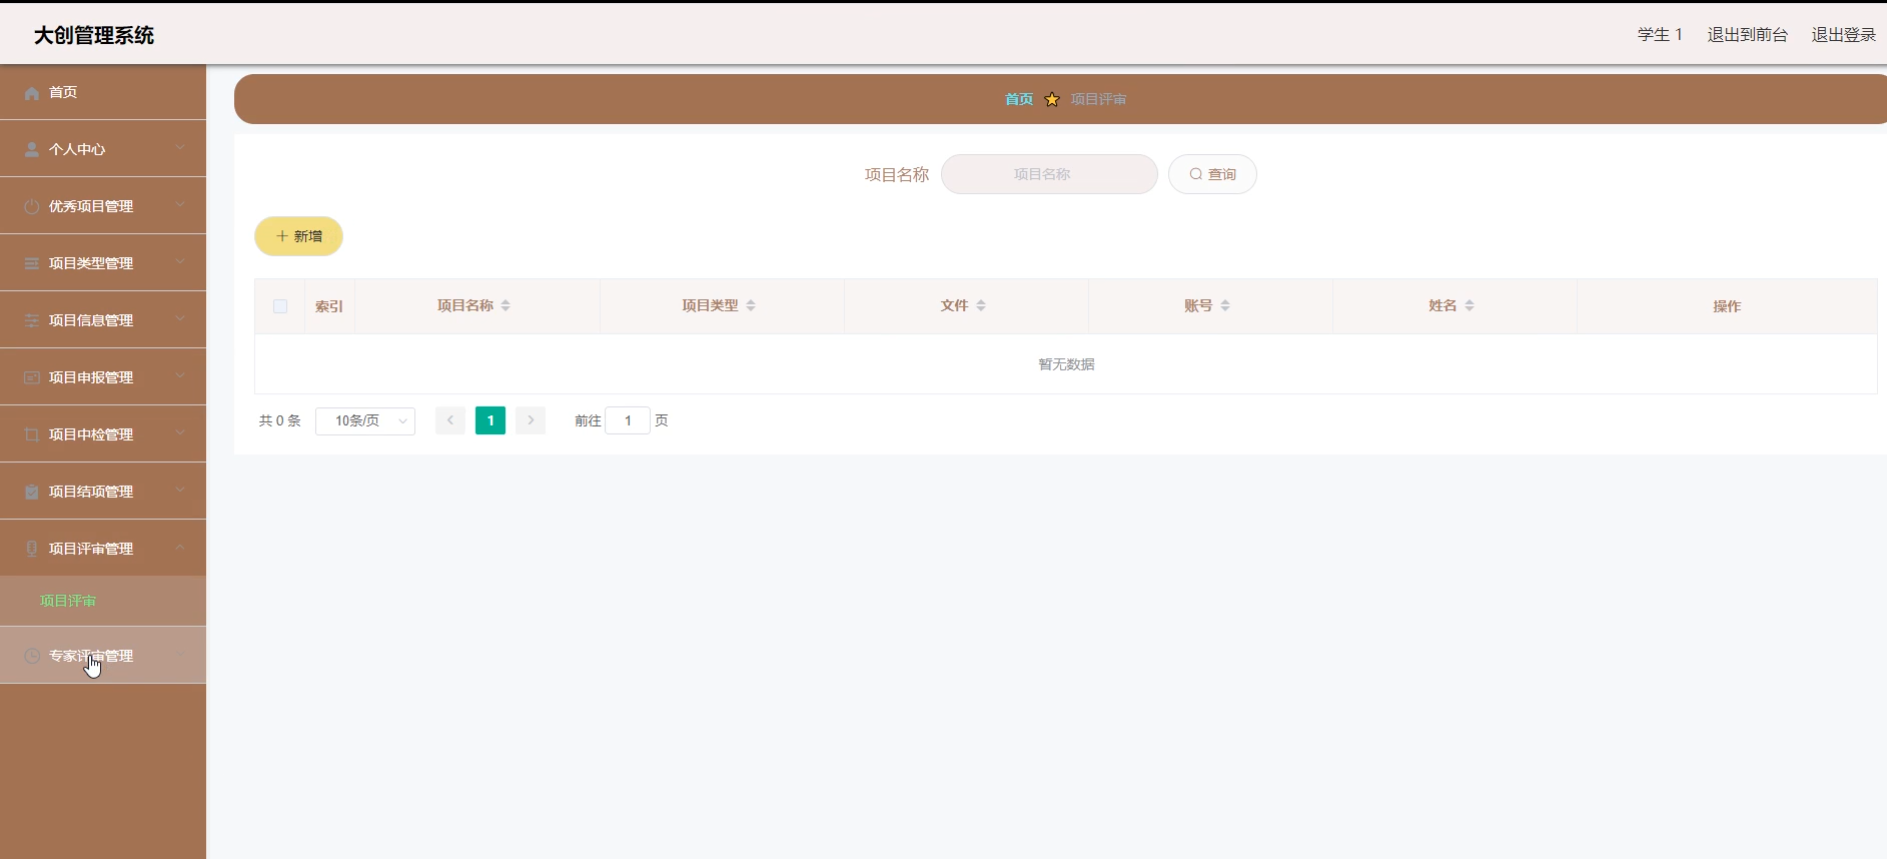 大创管理系统
学生 1 退出到前台 退出登录
首页
个人中心
优秀项目管理
项目类型管理
项目信息管理
项目申报管理
项目中检管理
项目结项管理
项目评审管理
项目评审
专家评审管理
首页 项目评审
项目名称 项目名称 查询
新增
索引 项目名称 项目类型 文件 账号 姓名 操作
暂无数据
共 0 条 10条/页 1 前往 1 页